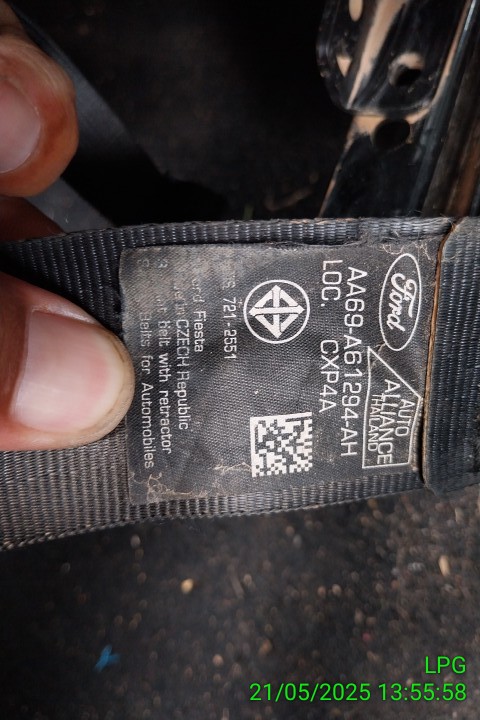 Ford
AUTO
ALLIANCE
THAILAND
AA69-A61294-AH
LOC. CXP4A
721-2551
Fiesta
CZECH Republic
belt with retractor
Belts for Automobiles
LPG
21/05/2025 13:55:58